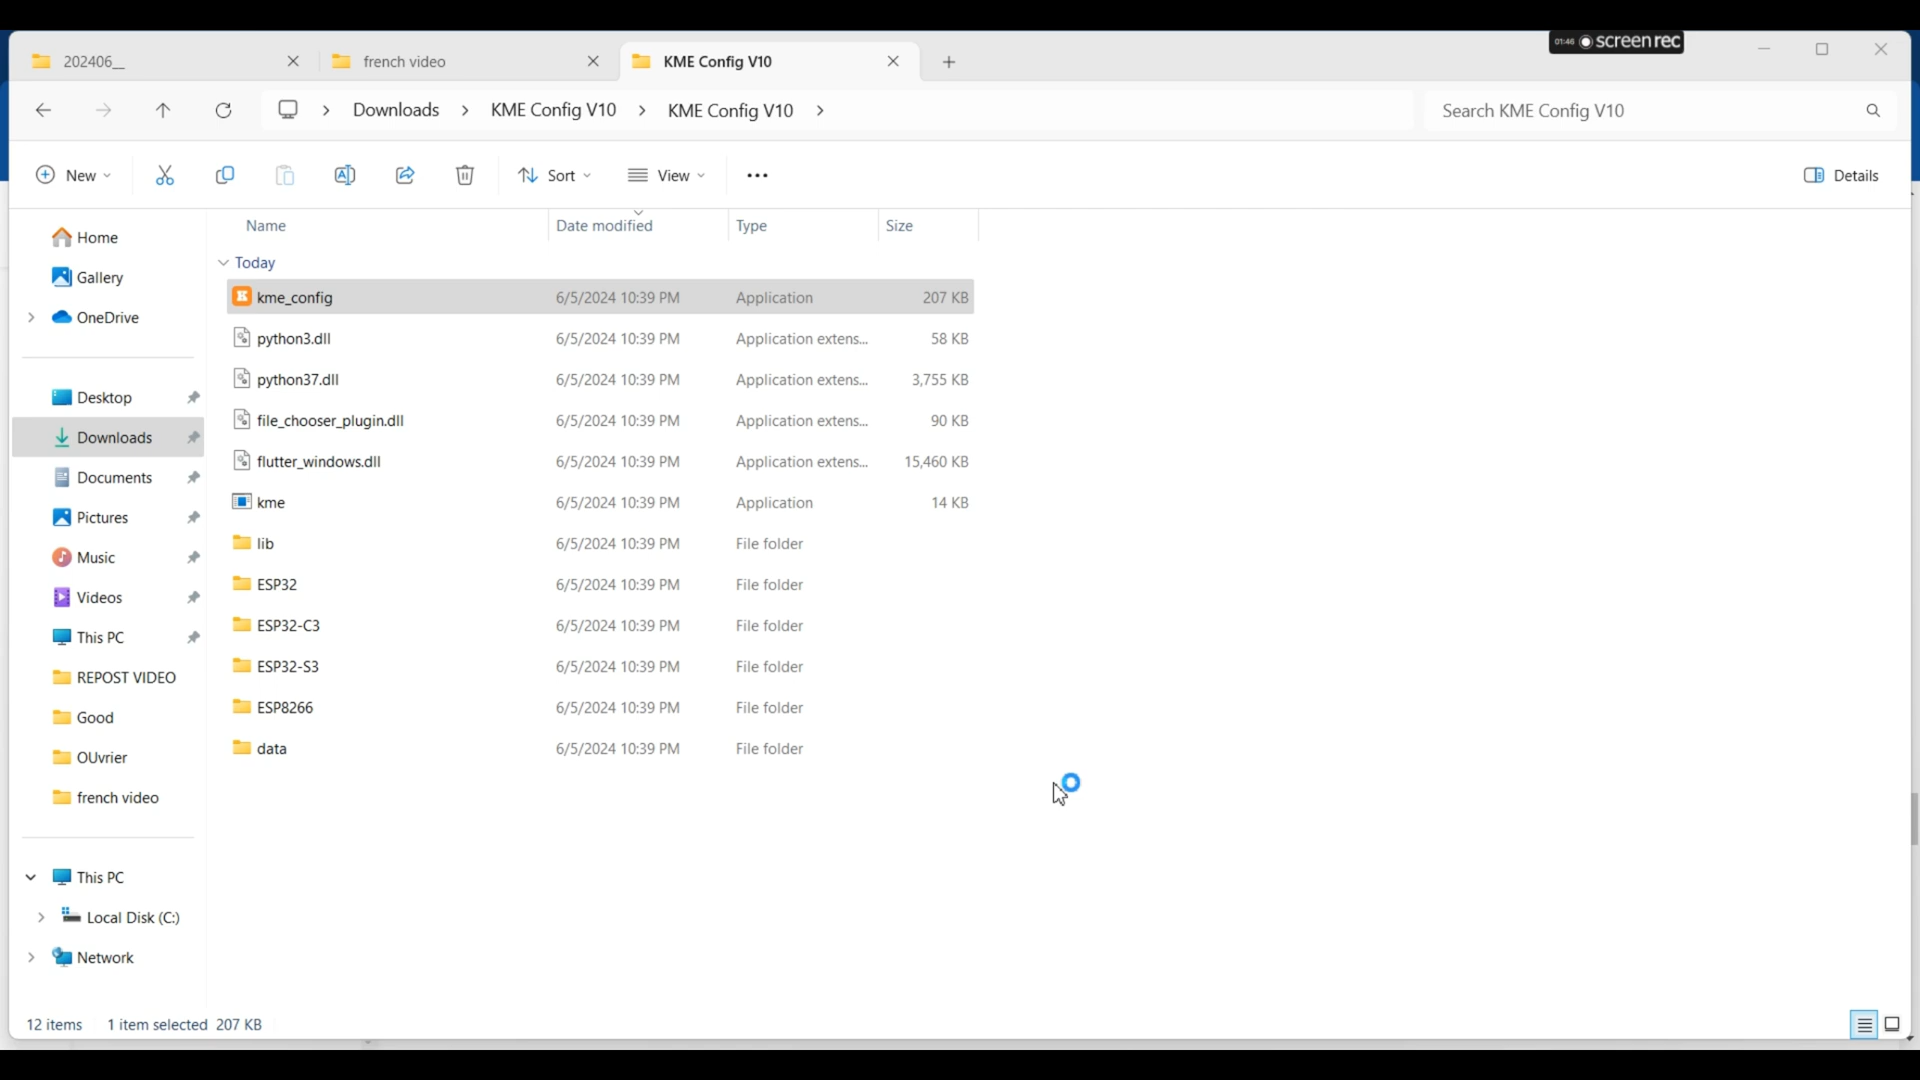 202406__ french video KME Config V10
01:46 screenrec
Downloads > KME Config V10 > KME Config V10 >
Search KME Config V10
New Sort View ••• Details
Name Date modified Type Size
Today
kme_config 6/5/2024 10:39 PM Application 207 KB
python3.dll 6/5/2024 10:39 PM Application extens... 58 KB
python37.dll 6/5/2024 10:39 PM Application extens... 3,755 KB
file_chooser_plugin.dll 6/5/2024 10:39 PM Application extens... 90 KB
flutter_windows.dll 6/5/2024 10:39 PM Application extens... 15,460 KB
kme 6/5/2024 10:39 PM Application 14 KB
lib 6/5/2024 10:39 PM File folder
ESP32 6/5/2024 10:39 PM File folder
ESP32-C3 6/5/2024 10:39 PM File folder
ESP32-S3 6/5/2024 10:39 PM File folder
ESP8266 6/5/2024 10:39 PM File folder
data 6/5/2024 10:39 PM File folder
Home
Gallery
OneDrive
Desktop
Downloads
Documents
Pictures
Music
Videos
This PC
REPOST VIDEO
Good
OUvrier
french video
This PC
Local Disk (C:)
Network
12 items 1 item selected 207 KB